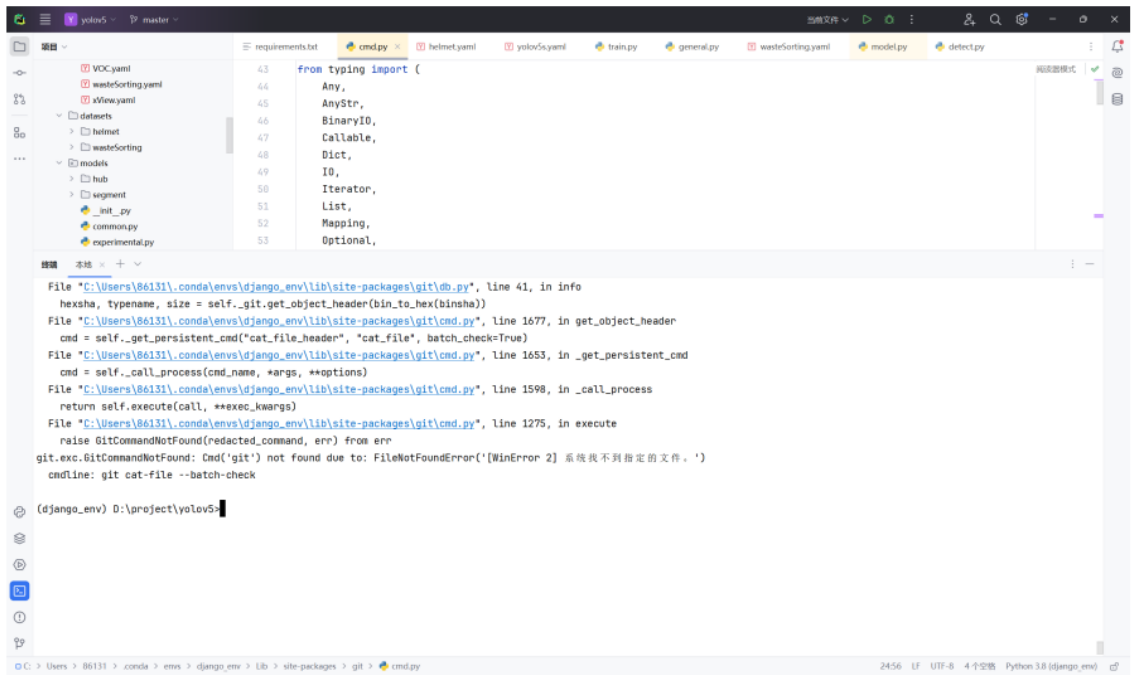 Y yolov5 master 当前文件
项目
requirements.txt cmd.py helmet.yaml yolov5s.yaml train.py general.py wasteSorting.yaml model.py detect.py
VOC.yaml
wasteSorting.yaml
xView.yaml
datasets
helmet
wasteSorting
models
hub
segment
__init__.py
common.py
experimental.py
阅读器模式
43 from typing import (
44 Any,
45 AnyStr,
46 BinaryIO,
47 Callable,
48 Dict,
49 IO,
50 Iterator,
51 List,
52 Mapping,
53 Optional,
终端 本地
File "C:\Users\86131\.conda\envs\django_env\lib\site-packages\git\db.py", line 41, in info
hexsha, typename, size = self._git.get_object_header(bin_to_hex(binsha))
File "C:\Users\86131\.conda\envs\django_env\lib\site-packages\git\cmd.py", line 1677, in get_object_header
cmd = self._get_persistent_cmd("cat_file_header", "cat_file", batch_check=True)
File "C:\Users\86131\.conda\envs\django_env\lib\site-packages\git\cmd.py", line 1653, in _get_persistent_cmd
cmd = self._call_process(cmd_name, *args, **options)
File "C:\Users\86131\.conda\envs\django_env\lib\site-packages\git\cmd.py", line 1598, in _call_process
return self.execute(call, **exec_kwargs)
File "C:\Users\86131\.conda\envs\django_env\lib\site-packages\git\cmd.py", line 1275, in execute
raise GitCommandNotFound(redacted_command, err) from err
git.exc.GitCommandNotFound: Cmd('git') not found due to: FileNotFoundError('[WinError 2] 系统找不到指定的文件。')
cmdline: git cat-file --batch-check
(django_env) D:\project\yolov5>
C: > Users > 86131 > .conda > envs > django_env > Lib > site-packages > git > cmd.py 24:56 LF UTF-8 4 个空格 Python 3.8 (django_env)